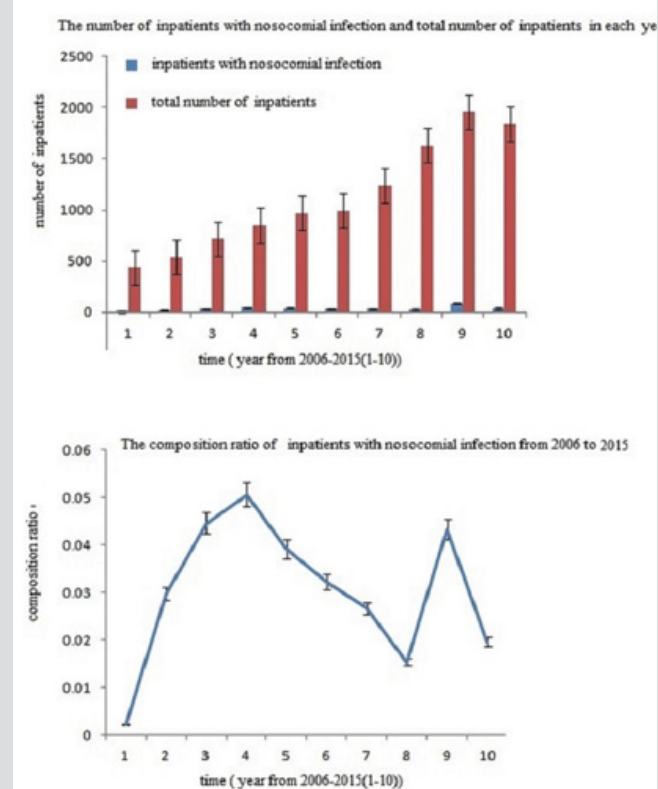 The number of inpatients with nosocomial infection and total number of inpatients in each ye
2500
2000
1500
1000
500
0
number of inpatients
inpatients with nosocomial infection
total number of inpatients
1 2 3 4 5 6 7 8 9 10
time ( year from 2006-2015(1-10))
The composition ratio of inpatients with nosocomial infection from 2006 to 2015
0.06
0.05
0.04
0.03
0.02
0.01
0
composition ratio
1 2 3 4 5 6 7 8 9 10
time ( year from 2006-2015(1-10))